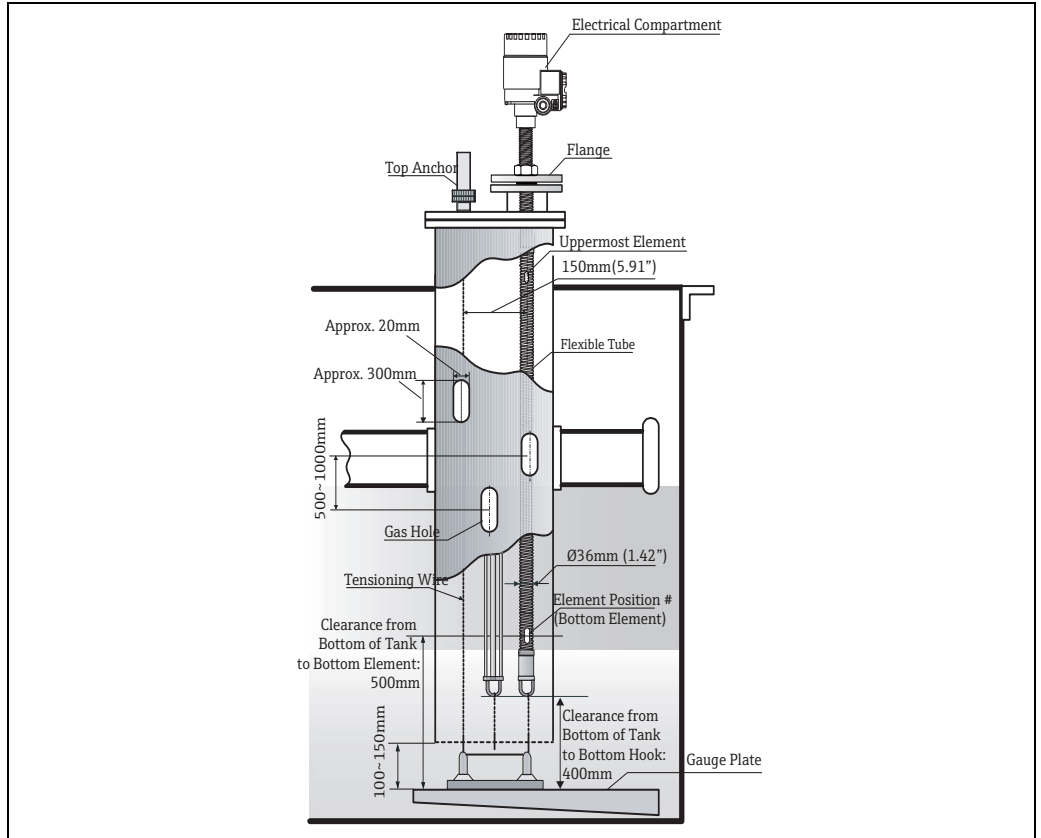 Electrical Compartment
Flange
Top Anchor
Uppermost Element
150mm(5.91”)
Approx. 20mm
Flexible Tube
Approx. 300mm
500~1000mm
Gas Hole
Ø36mm (1.42”)
Tensioning Wire
Element Position #
(Bottom Element)
Clearance from
Bottom of Tank
to Bottom Element:
500mm
Clearance from
Bottom of Tank
to Bottom Hook:
400mm
100~150mm
Gauge Plate